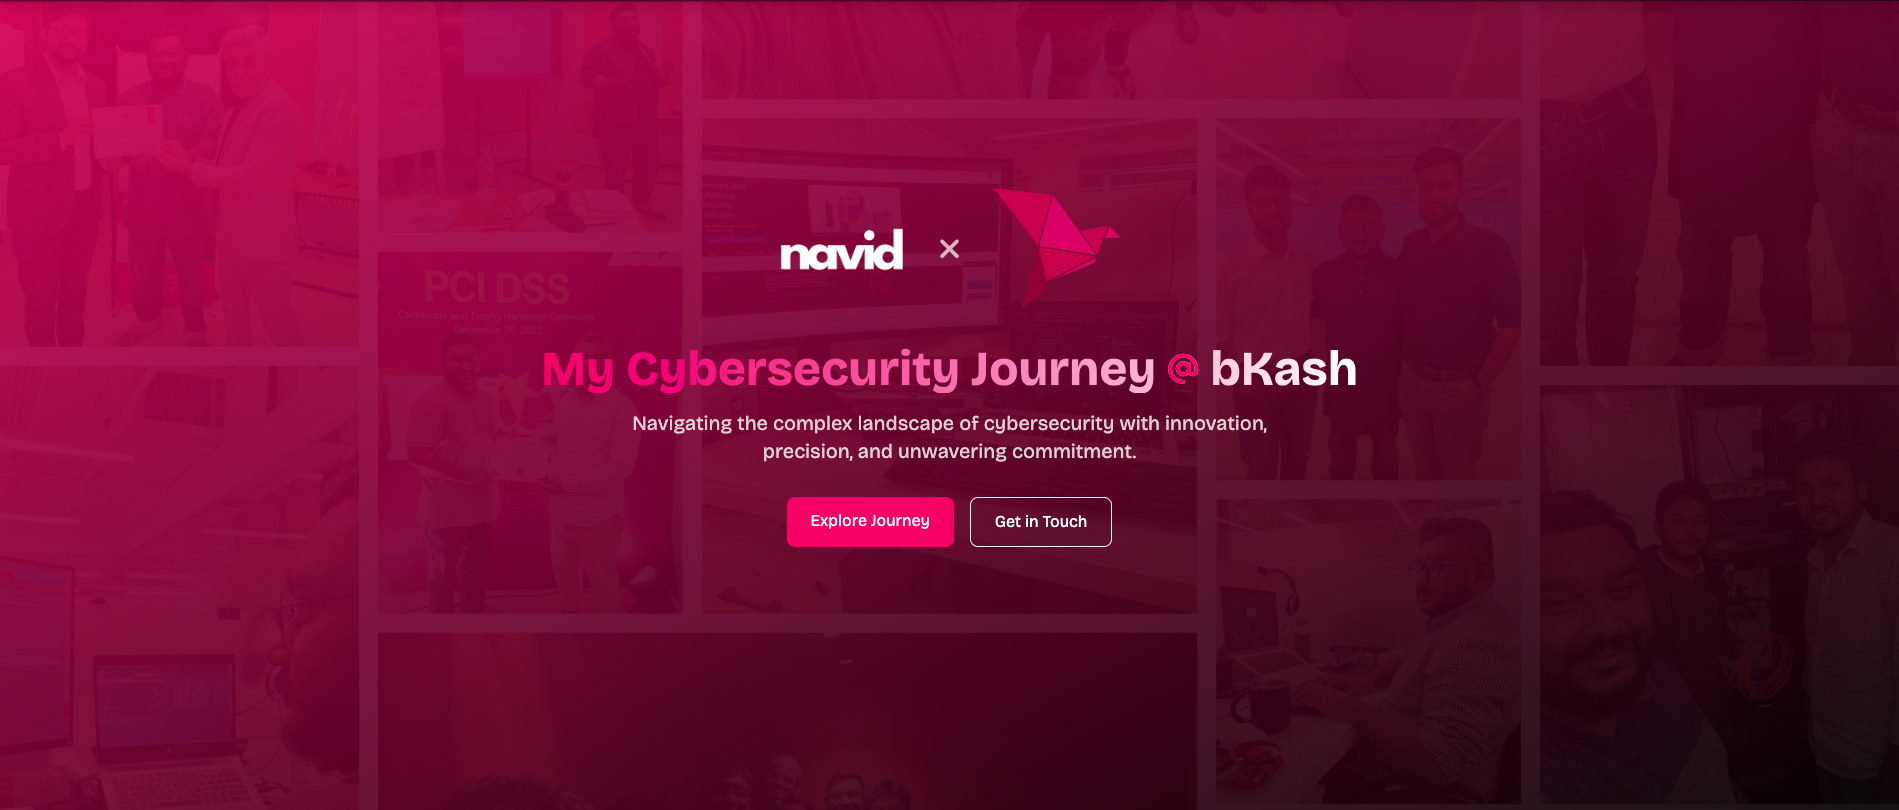 PCI DSS
Certificate and Trophy Handover Ceremony
December 20, 2022
navid
My Cybersecurity Journey @ bKash
Navigating the complex landscape of cybersecurity with innovation,
precision, and unwavering commitment.
Explore Journey
Get in Touch